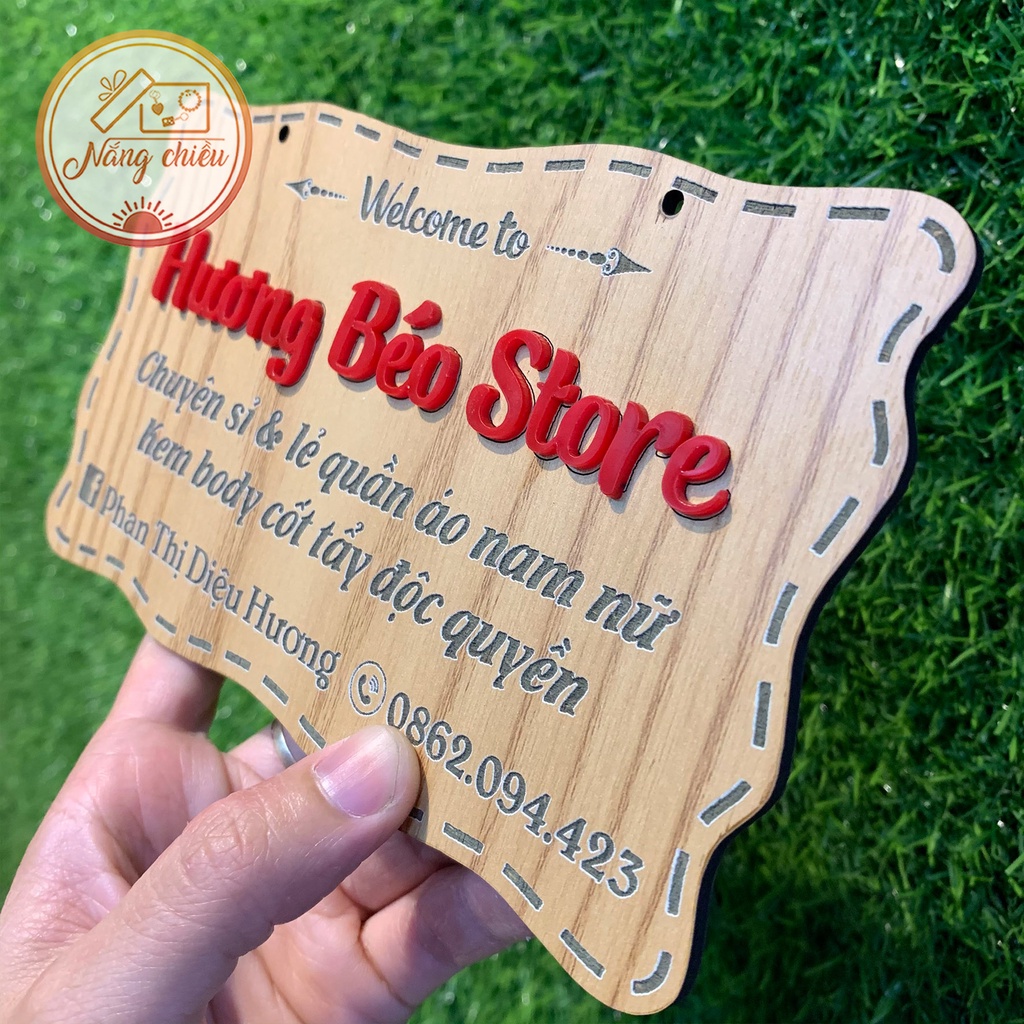 Nắng chiều
Welcome to
Hương Béo Store
Chuyên sỉ & lẻ quần áo nam nữ
Kem body cốt tẩy độc quyền
Phan Thị Diệu Hương 0862.094.423